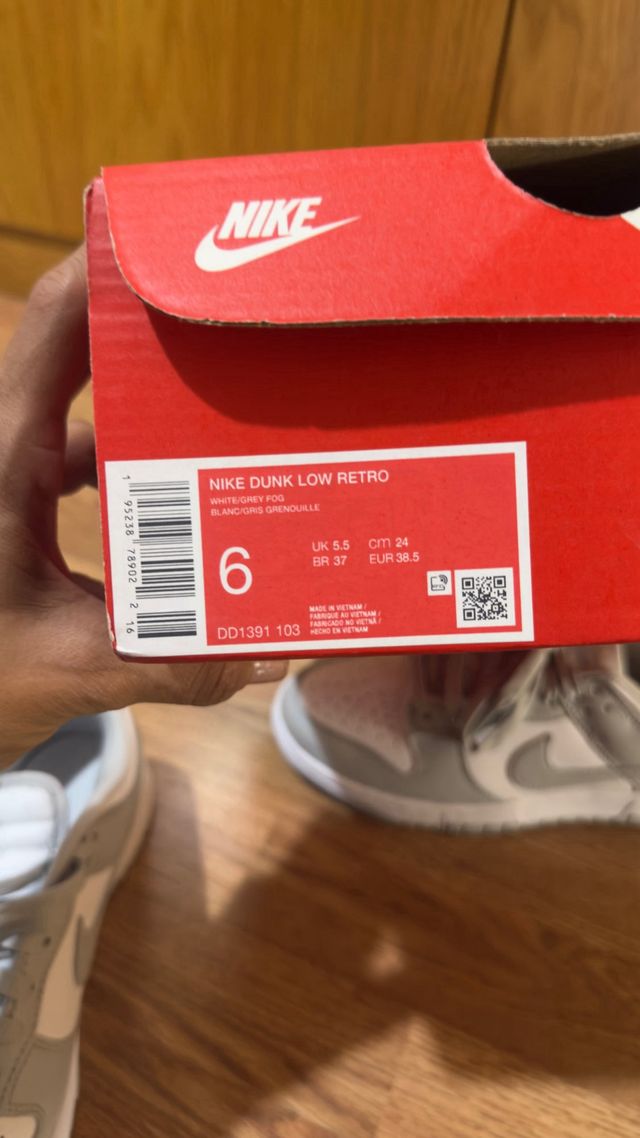 NIKE
NIKE DUNK LOW RETRO
WHITE/GREY FOG
BLANC/GRIS GRENOUILLE
6
UK 5.5 cm 24
BR 37 EUR 38.5
DD1391 103
MADE IN VIETNAM /
FABRIQUE AU VIETNAM /
FABRICADO NO VIETNÃ /
HECHO EN VIETNAM
1 95238 78902 2 16